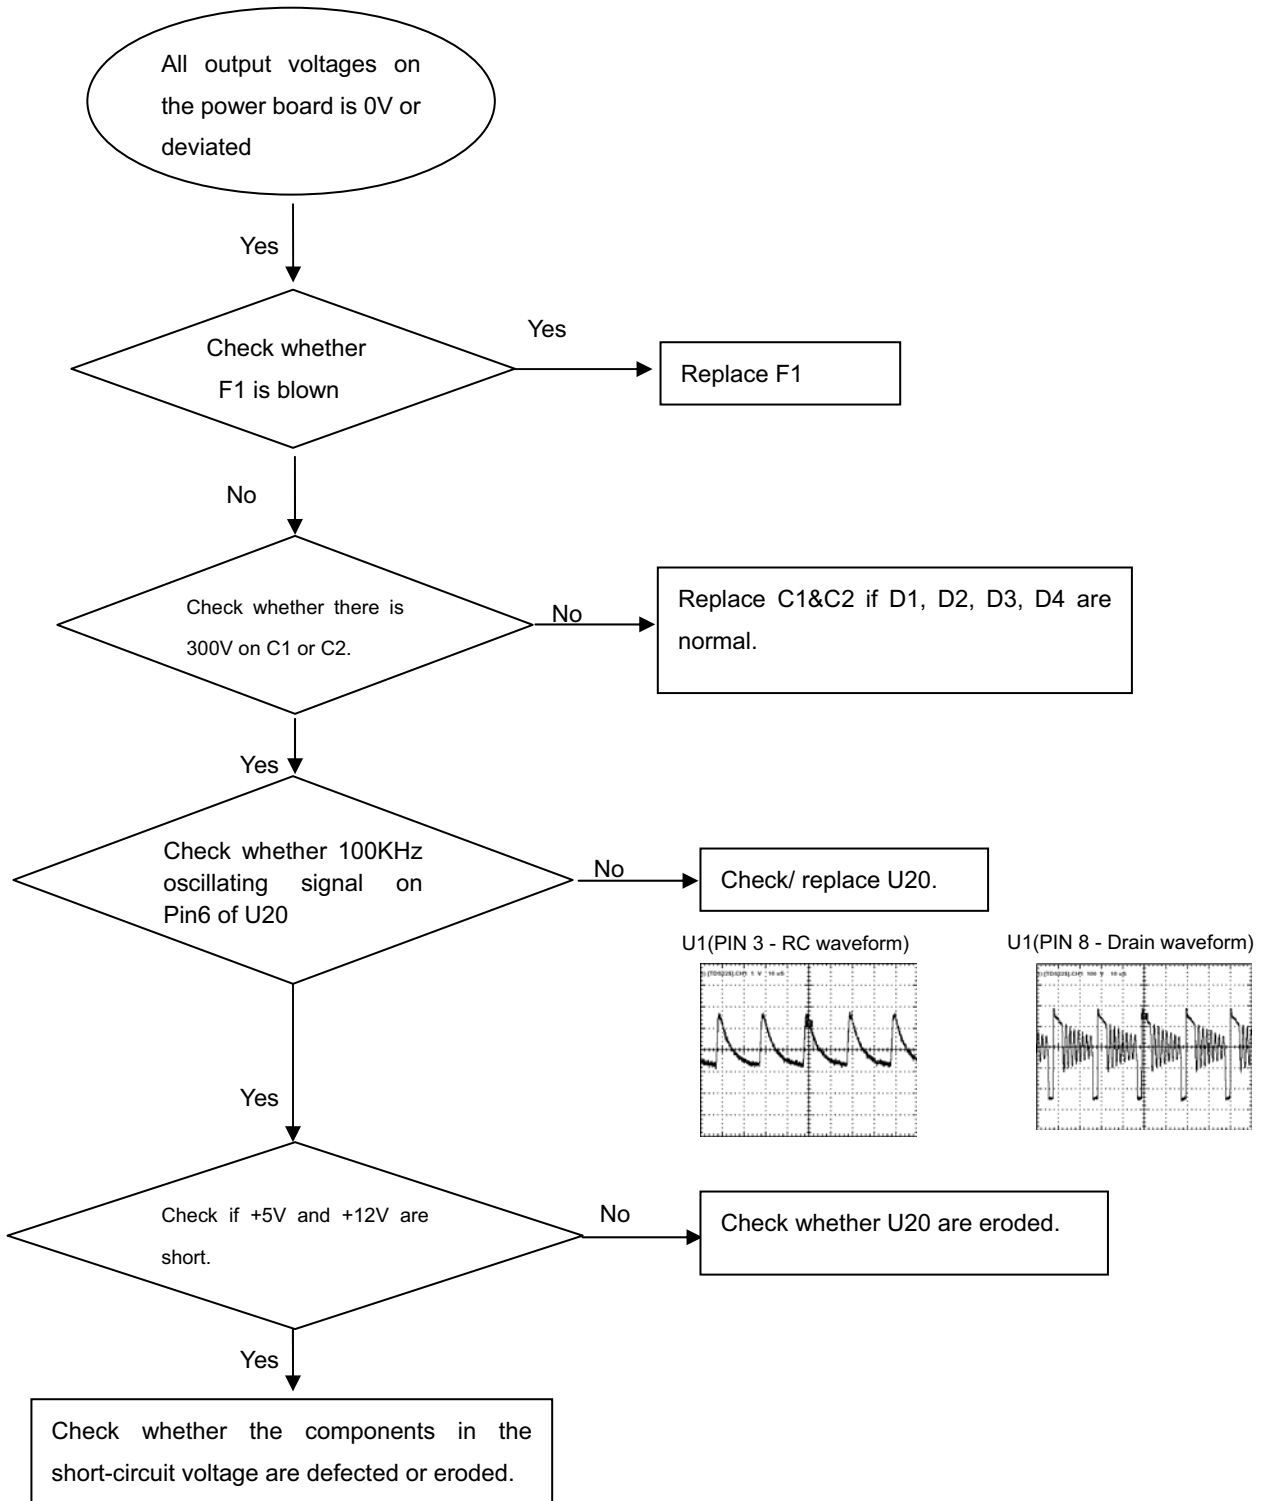 All output voltages on
the power board is 0V or
deviated
Yes
Check whether
F1 is blown
Yes
Replace F1
No
Check whether there is
300V on C1 or C2.
No
Replace C1&C2 if D1, D2, D3, D4 are
normal.
Yes
Check whether 100KHz
oscillating signal on
Pin6 of U20
No
Check/ replace U20.
U1(PIN 3 - RC waveform)
U1(PIN 8 - Drain waveform)
Yes
Check if +5V and +12V are
short.
No
Check whether U20 are eroded.
Yes
Check whether the components in the
short-circuit voltage are defected or eroded.